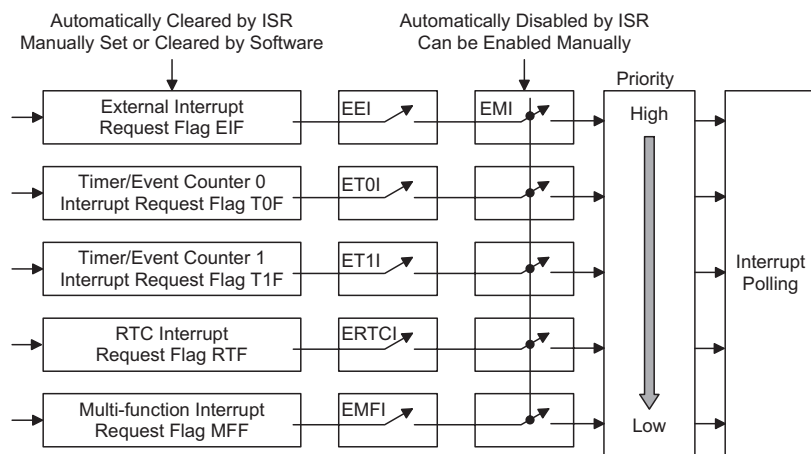 Automatically Cleared by ISR
Manually Set or Cleared by Software
Automatically Disabled by ISR
Can be Enabled Manually
Priority
External Interrupt
Request Flag EIF
EEI
EMI
High
Timer/Event Counter 0
Interrupt Request Flag T0F
ET0I
Timer/Event Counter 1
Interrupt Request Flag T1F
ET1I
Interrupt
Polling
RTC Interrupt
Request Flag RTF
ERTCI
Multi-function Interrupt
Request Flag MFF
EMFI
Low